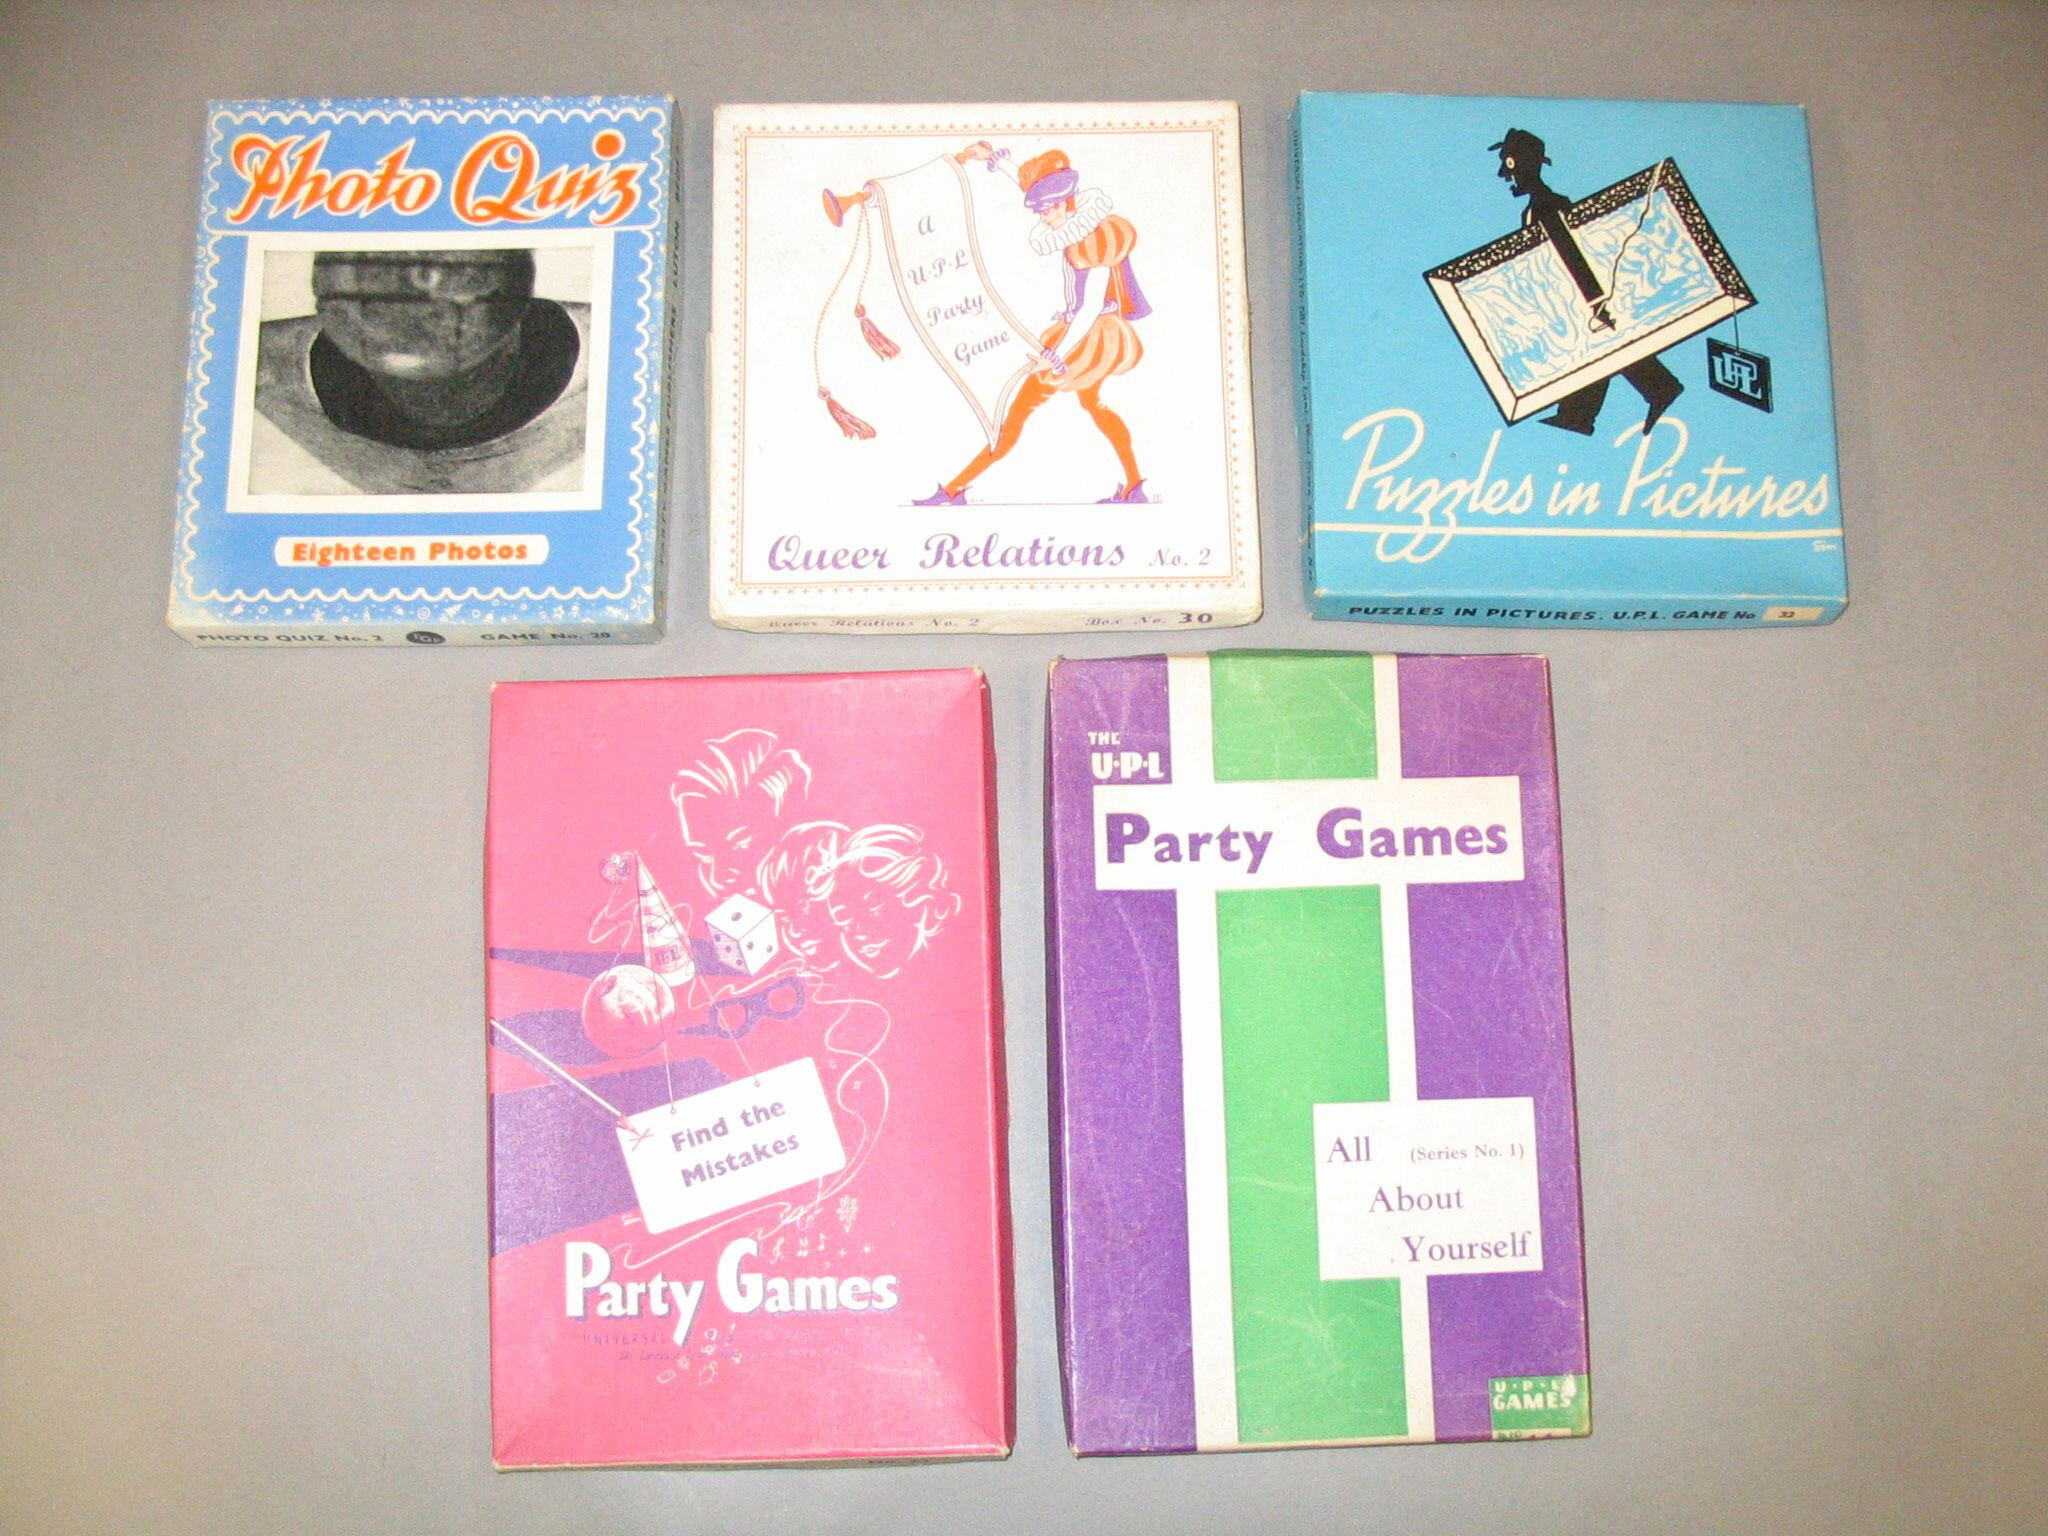 Photo Quiz
Eighteen Photos
PHOTO QUIZ No. 2
GAME No. 20
A
U·P·L
Party
Game
Queer Relations No. 2
Queer Relations No. 2
Box No. 30
UPL
Puzzles in Pictures
PUZZLES IN PICTURES. U.P.L. GAME No 32
UPL
Find the
Mistakes
Party Games
UNIVERSAL
THE
U·P·L
Party Games
All (Series No. 1)
About
Yourself
U·P·L
GAMES